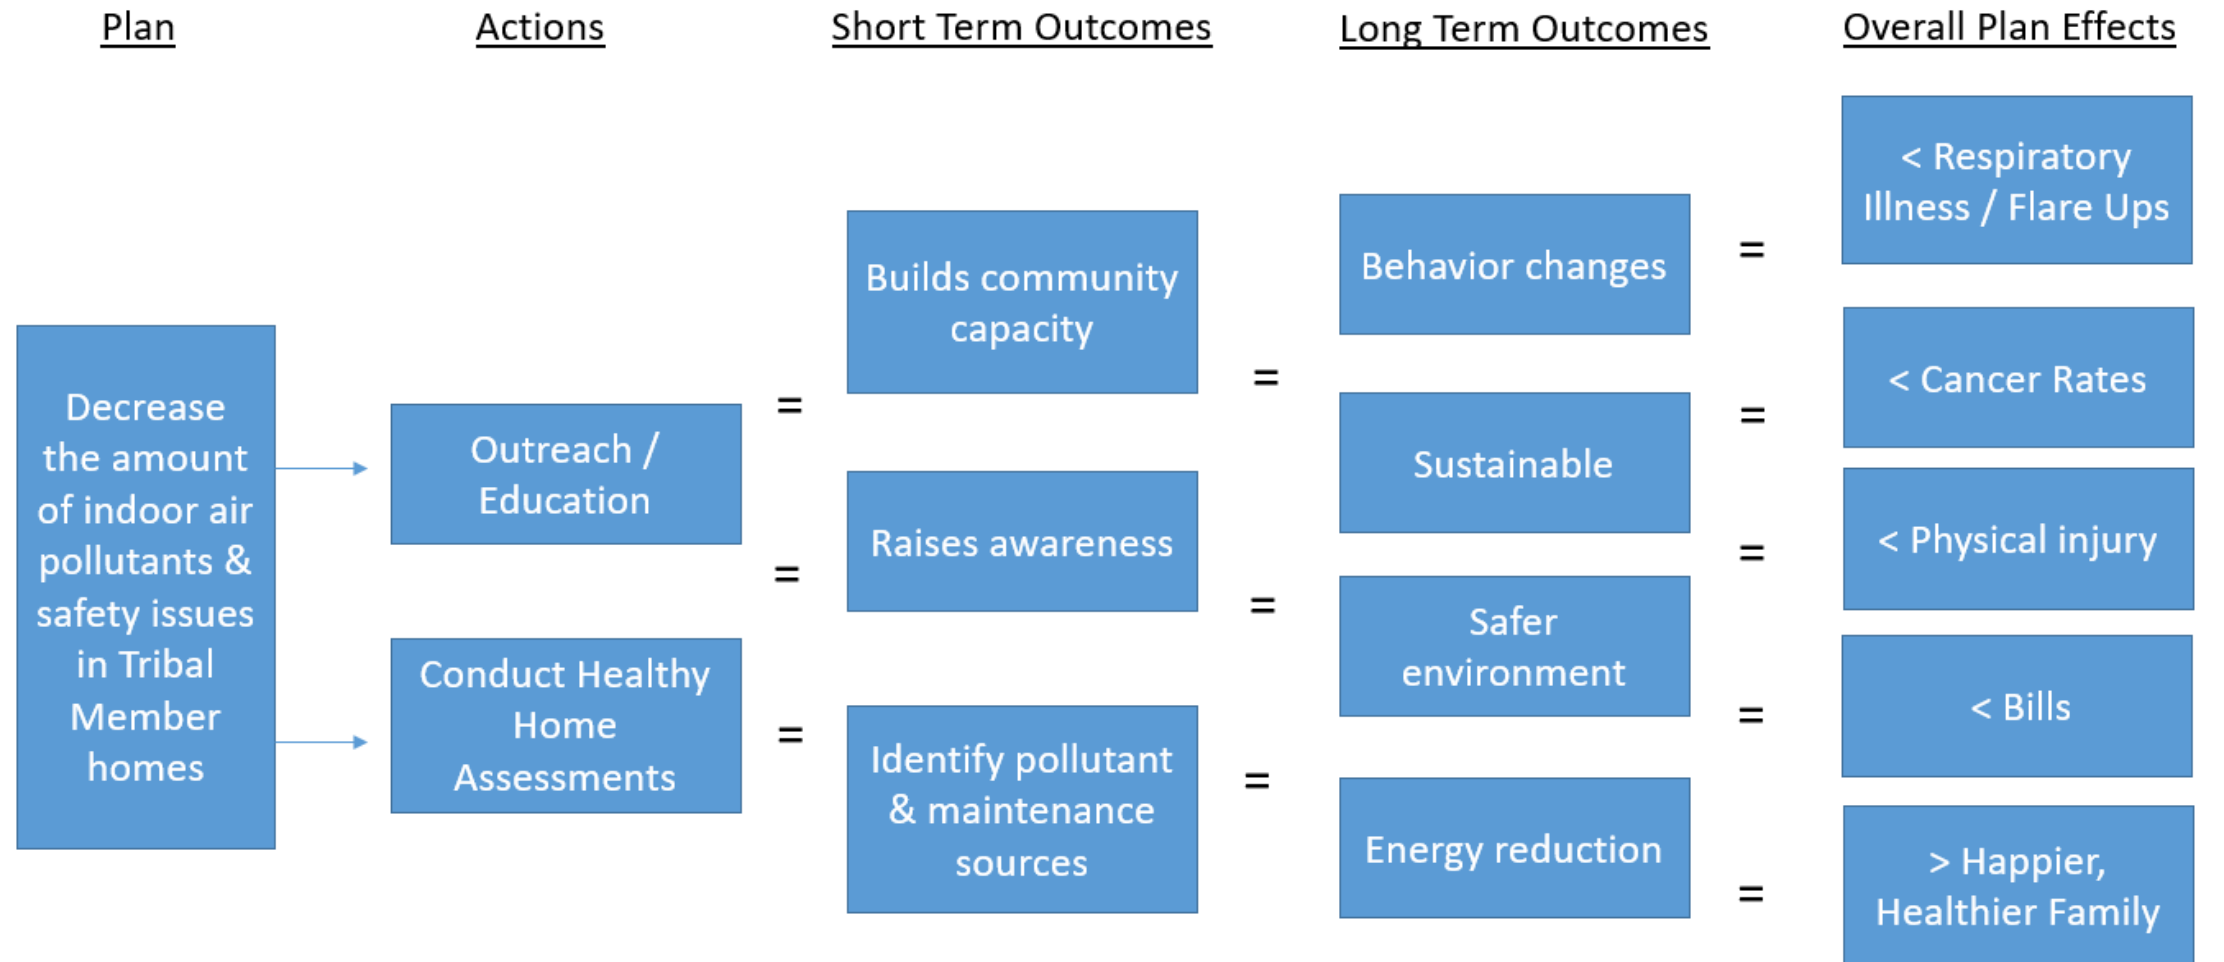 Plan
Actions
Short Term Outcomes
Long Term Outcomes
Overall Plan Effects
Decrease
the amount
of indoor air
pollutants &
safety issues
in Tribal
Member
homes
Outreach /
Education
Conduct Healthy
Home
Assessments
=
=
=
Builds community
capacity
Raises awareness
Identify pollutant
& maintenance
sources
=
=
=
Behavior changes
Sustainable
Safer
environment
Energy reduction
=
=
=
=
=
< Respiratory
Illness / Flare Ups
< Cancer Rates
< Physical injury
< Bills
> Happier,
Healthier Family